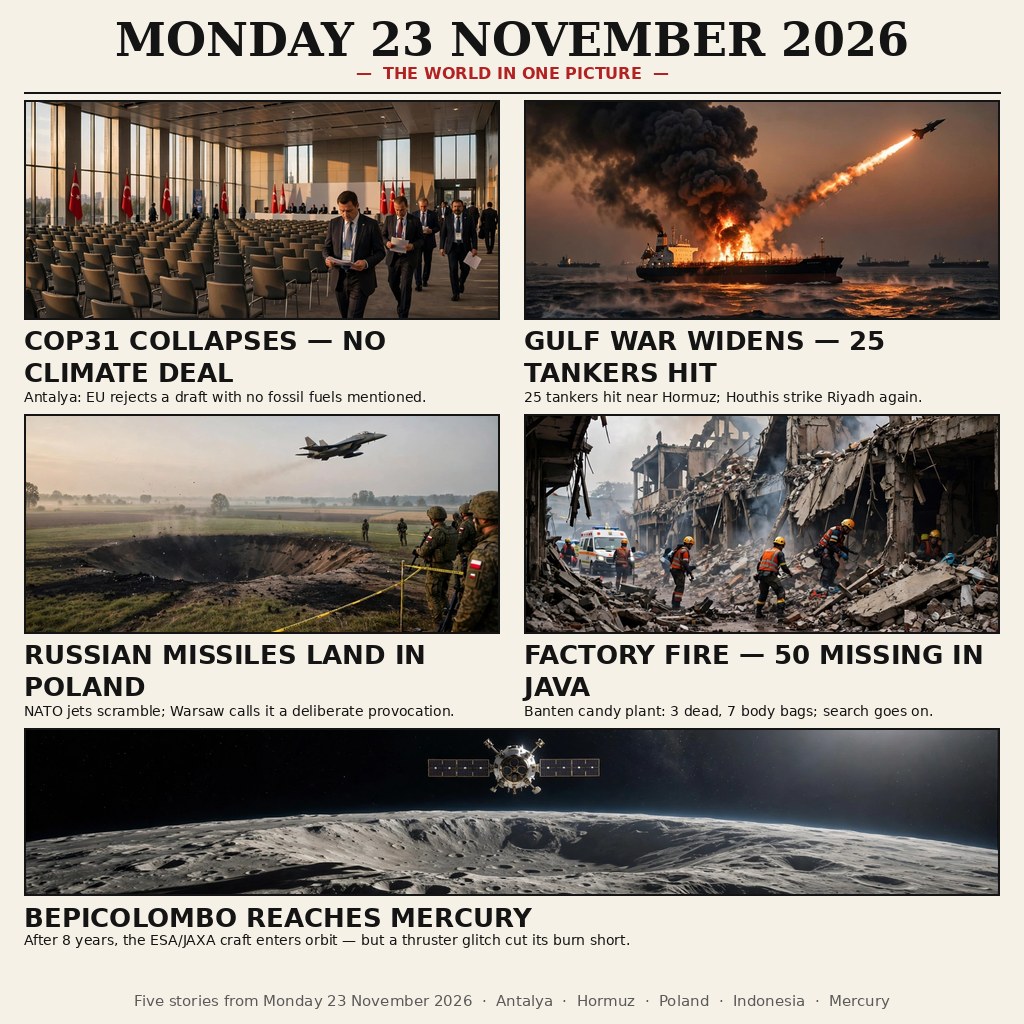 MONDAY 23 NOVEMBER 2026
— THE WORLD IN ONE PICTURE —
COP31 COLLAPSES — NO
CLIMATE DEAL
Antalya: EU rejects a draft with no fossil fuels mentioned.
GULF WAR WIDENS — 25
TANKERS HIT
25 tankers hit near Hormuz; Houthis strike Riyadh again.
RUSSIAN MISSILES LAND IN
POLAND
NATO jets scramble; Warsaw calls it a deliberate provocation.
FACTORY FIRE — 50 MISSING IN
JAVA
Banten candy plant: 3 dead, 7 body bags; search goes on.
BEPICOLOMBO REACHES MERCURY
After 8 years, the ESA/JAXA craft enters orbit — but a thruster glitch cut its burn short.
Five stories from Monday 23 November 2026 · Antalya · Hormuz · Poland · Indonesia · Mercury